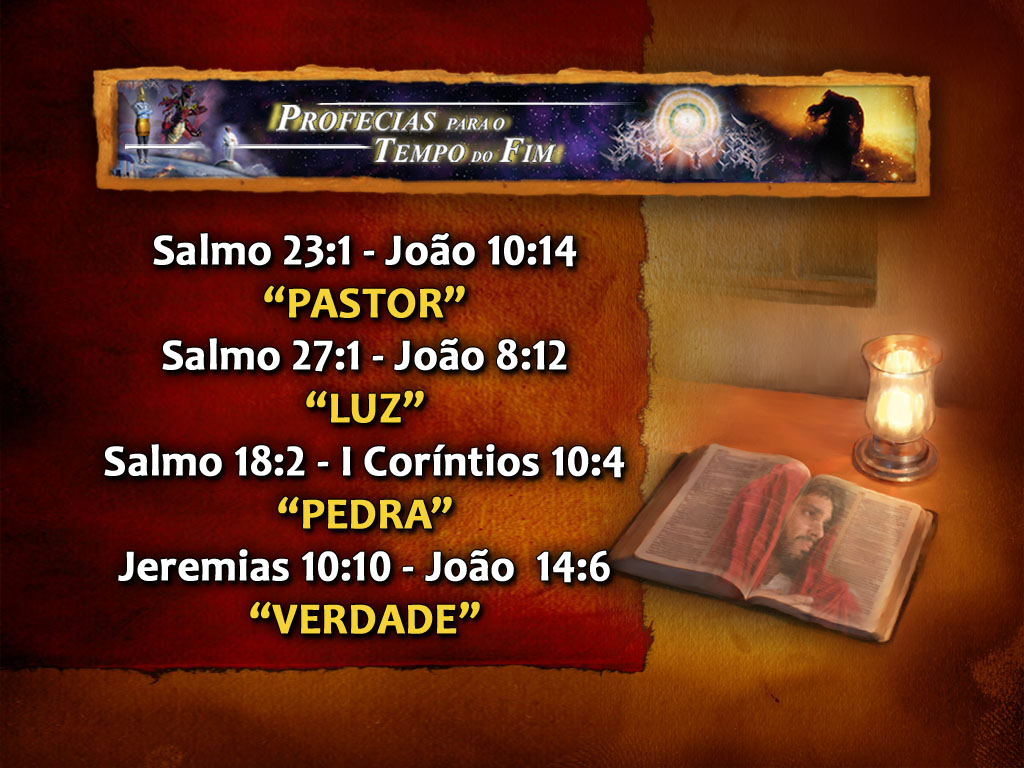 PROFECIAS PARA O
TEMPO DO FIM
Salmo 23:1 - João 10:14
“PASTOR”
Salmo 27:1 - João 8:12
“LUZ”
Salmo 18:2 - I Coríntios 10:4
“PEDRA”
Jeremias 10:10 - João 14:6
“VERDADE”